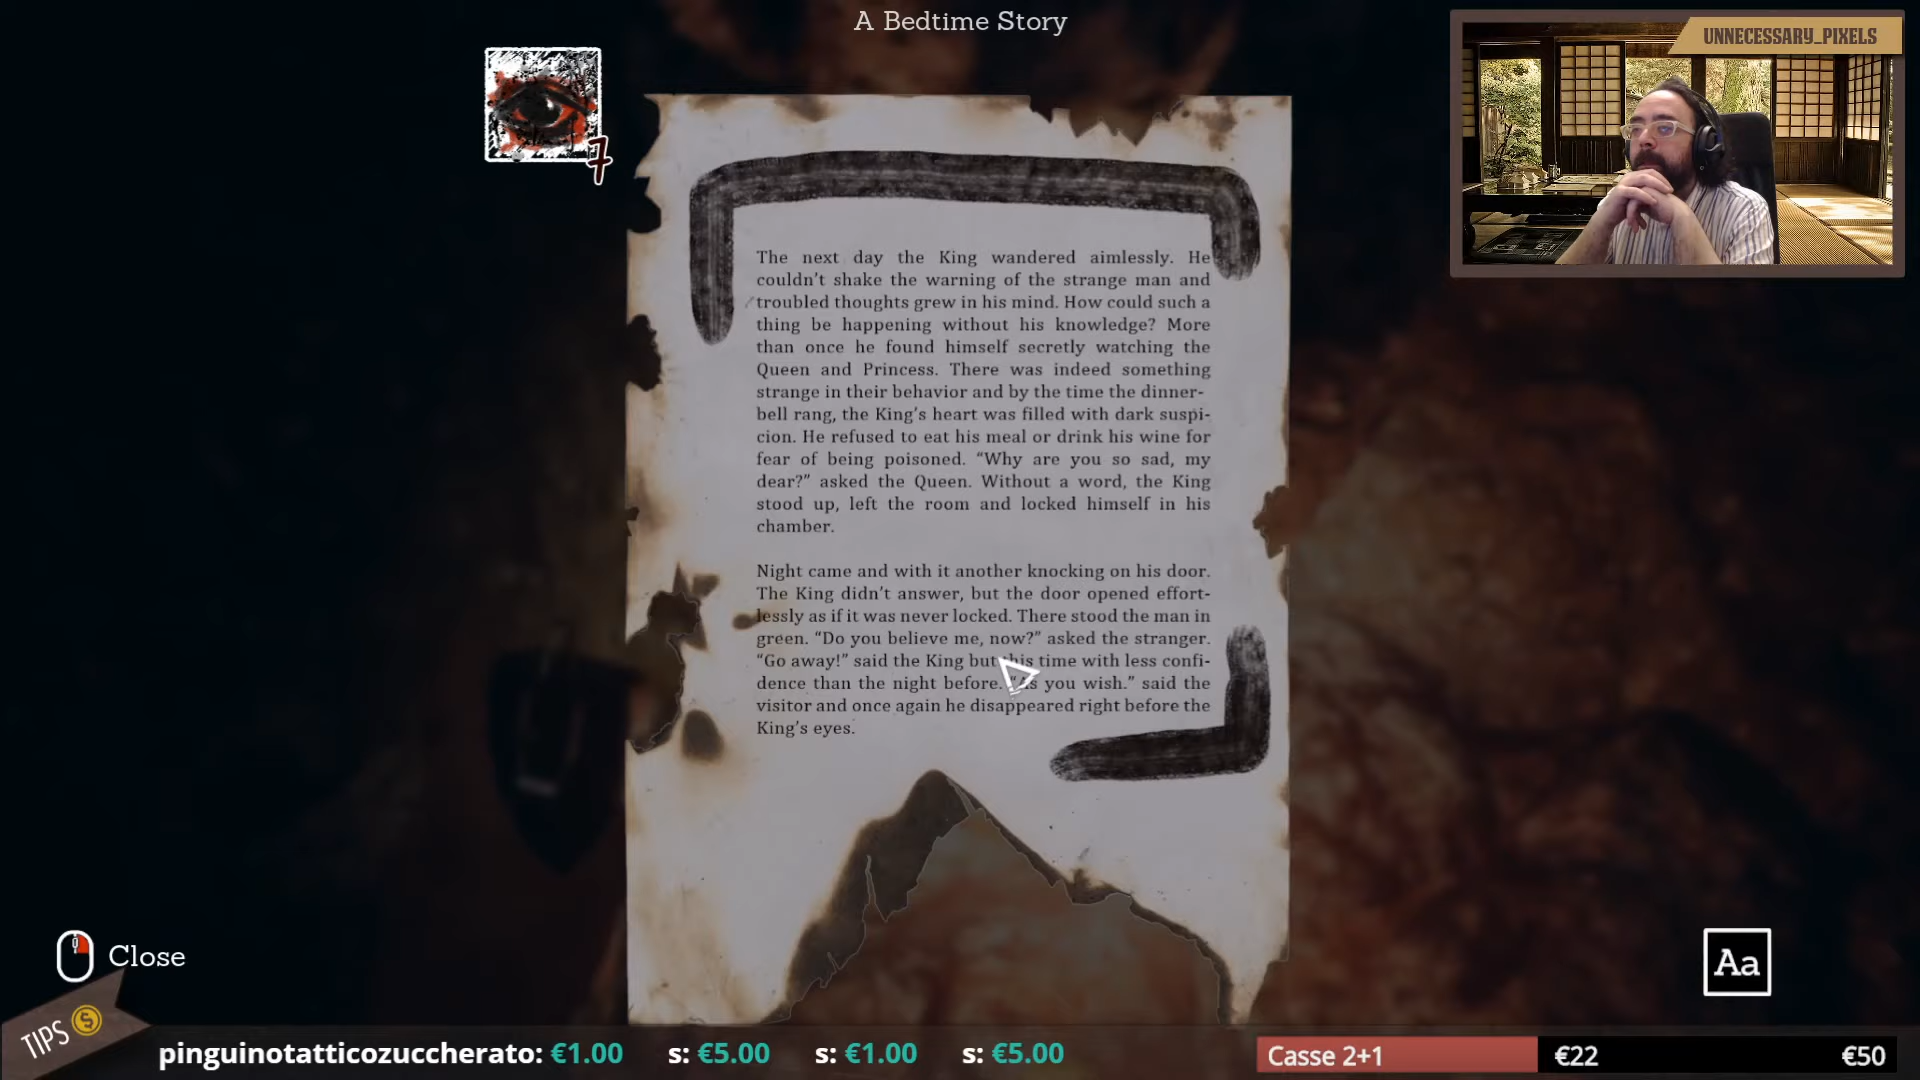 A Bedtime Story
UNNECESSARY_PIXELS
7
The next day the King wandered aimlessly. He
couldn't shake the warning of the strange man and
troubled thoughts grew in his mind. How could such a
thing be happening without his knowledge? More
than once he found himself secretly watching the
Queen and Princess. There was indeed something
strange in their behavior and by the time the dinner-
bell rang, the King's heart was filled with dark suspi-
cion. He refused to eat his meal or drink his wine for
fear of being poisoned. “Why are you so sad, my
dear?” asked the Queen. Without a word, the King
stood up, left the room and locked himself in his
chamber.
Night came and with it another knocking on his door.
The King didn't answer, but the door opened effort-
lessly as if it was never locked. There stood the man in
green. “Do you believe me, now?” asked the stranger.
“Go away!” said the King but this time with less confi-
dence than the night before. “As you wish.” said the
visitor and once again he disappeared right before the
King's eyes.
Close
Aa
TIPS
pinguinotatticozuccherato: €1.00 s: €5.00 s: €1.00 s: €5.00
Casse 2+1 €22 €50